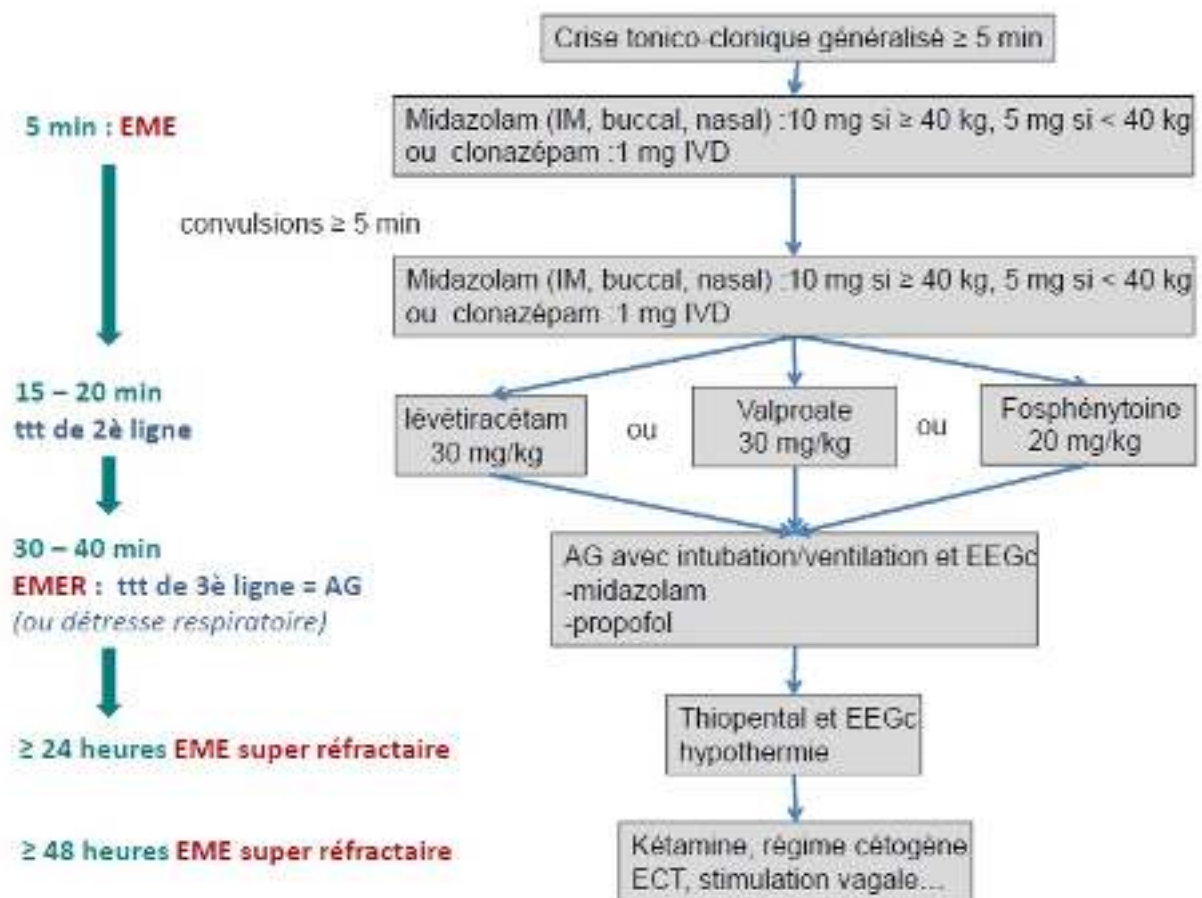 Crise tonico-clonique généralisé ≥ 5 min
5 min : EME
Midazolam (IM, buccal, nasal) :10 mg si ≥ 40 kg, 5 mg si < 40 kg
ou clonazépam :1 mg IVD
convulsions ≥ 5 min
Midazolam (IM, buccal, nasal) :10 mg si ≥ 40 kg, 5 mg si < 40 kg
ou clonazépam :1 mg IVD
15 – 20 min
ttt de 2è ligne
lévétiracétam
30 mg/kg
ou
Valproate
30 mg/kg
ou
Fosphénytoine
20 mg/kg
30 – 40 min
EMER : ttt de 3è ligne = AG
(ou détresse respiratoire)
AG avec intubation/ventilation et EEGc
-midazolam
-propofol
≥ 24 heures EME super réfractaire
Thiopental et EEGc
hypothermie
≥ 48 heures EME super réfractaire
Kétamine, régime cétogène
ECT, stimulation vagale...